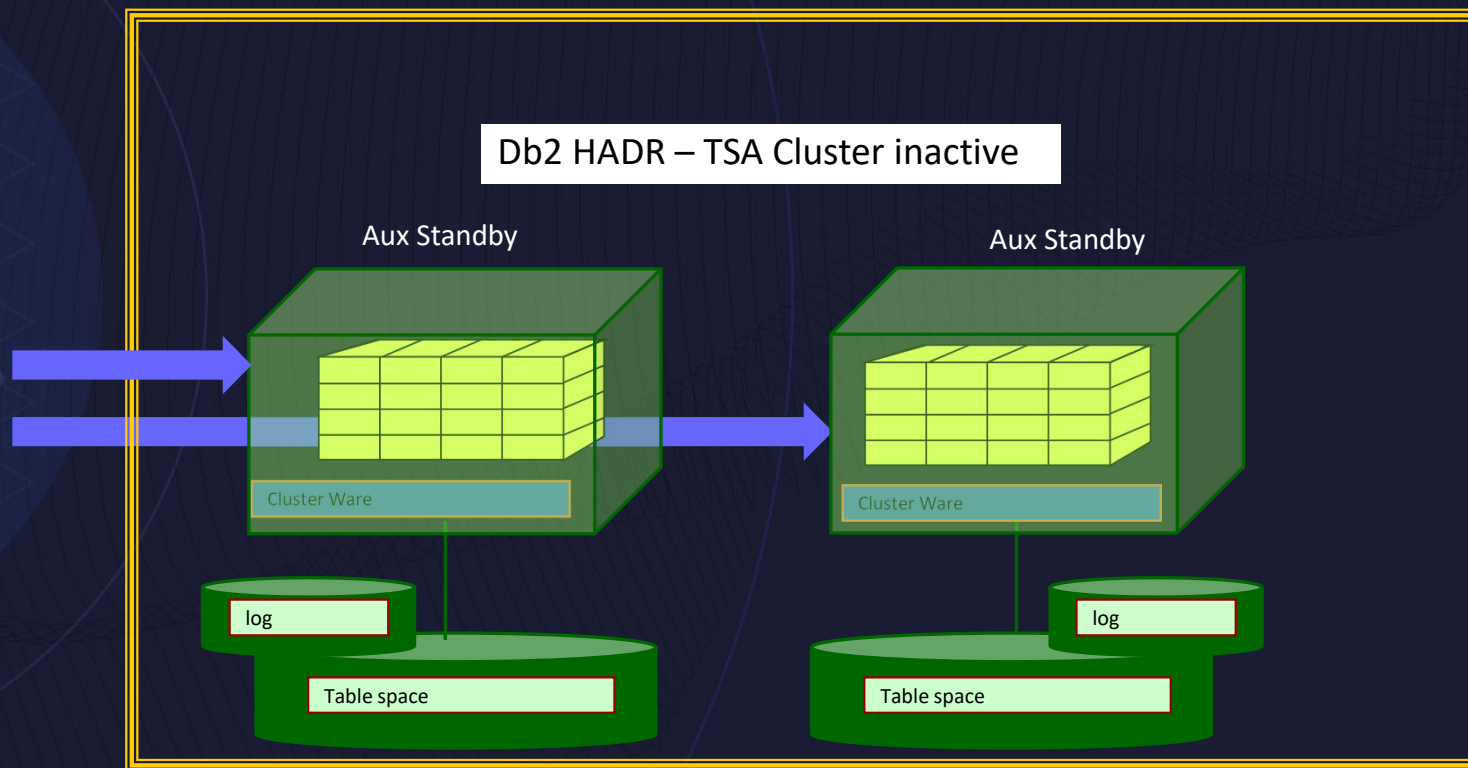 Db2 HADR – TSA Cluster inactive
Aux Standby
Aux Standby
Cluster Ware
Cluster Ware
log
log
Table space
Table space